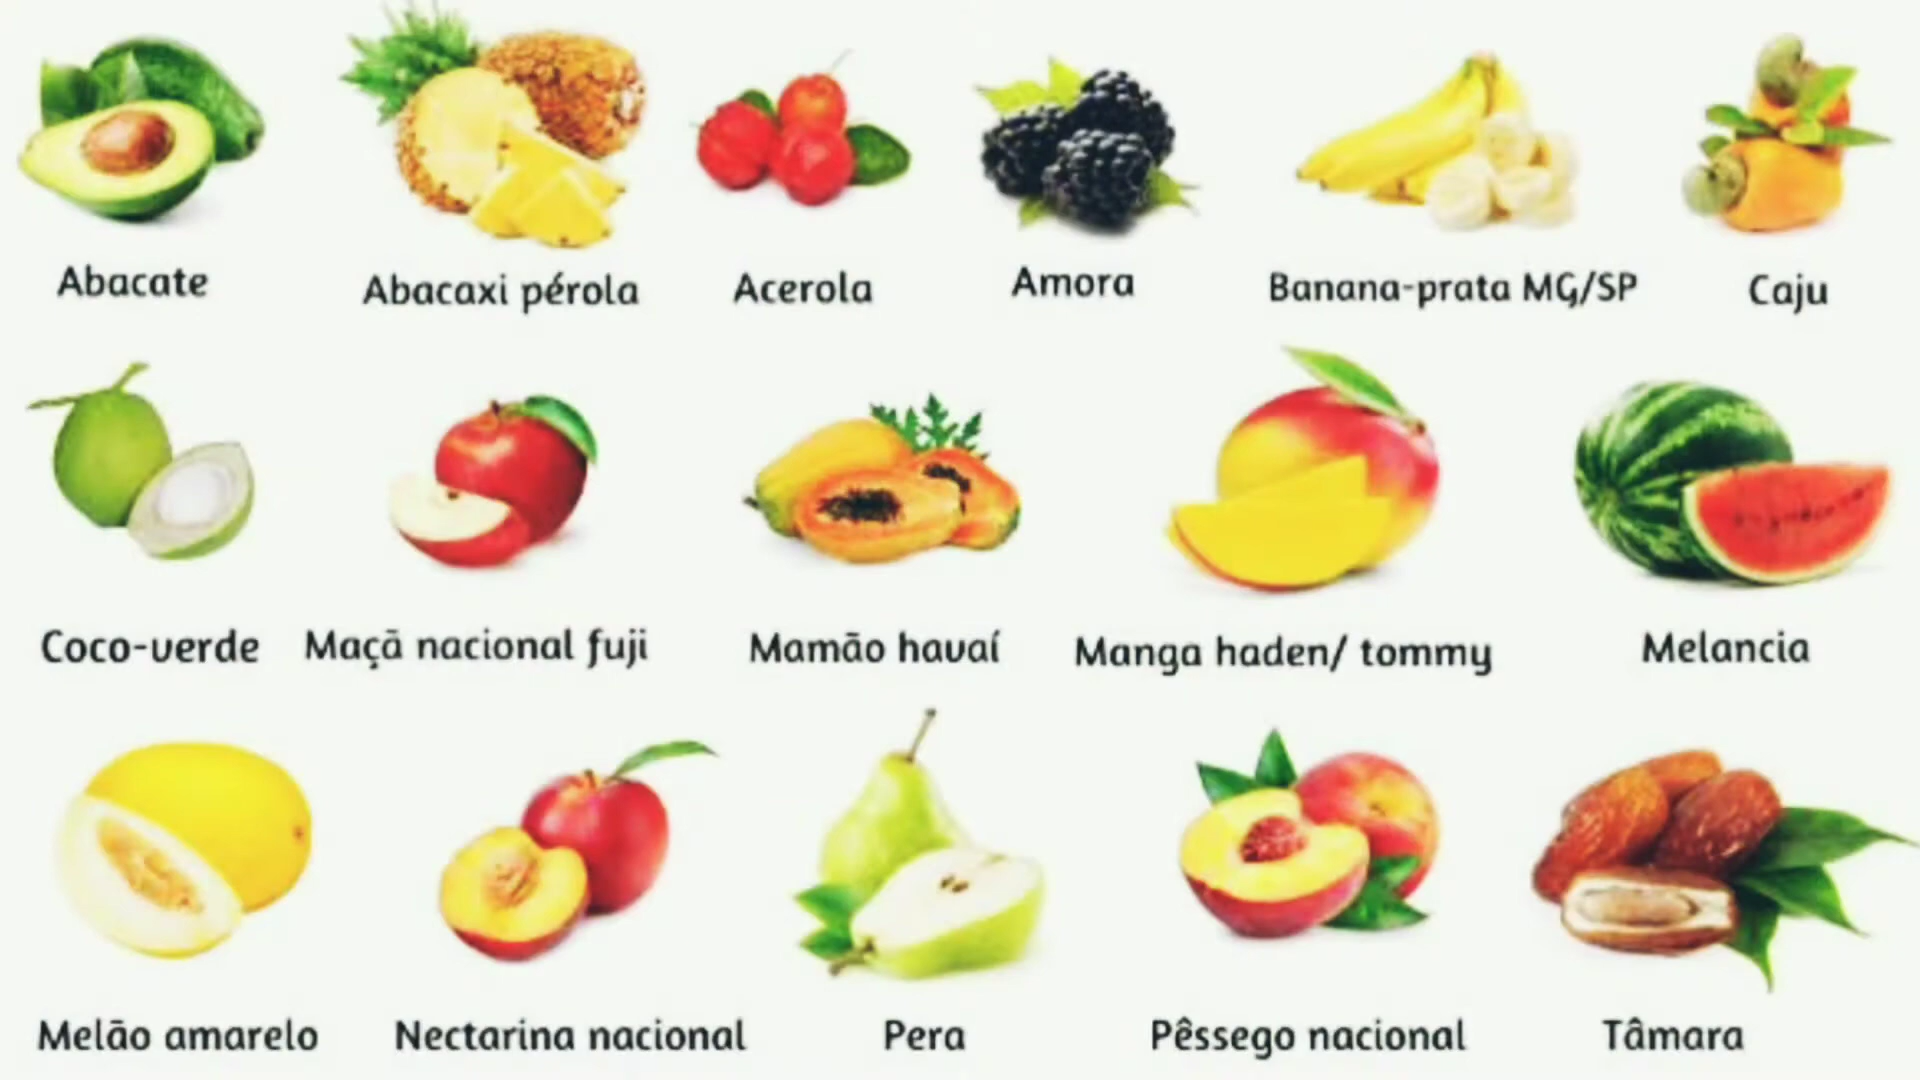 Abacate
Abacaxi pérola
Acerola
Amora
Banana-prata MG/SP
Caju
Coco-verde
Maçã nacional fuji
Mamão havaí
Manga haden/ tommy
Melancia
Melão amarelo
Nectarina nacional
Pera
Pêssego nacional
Tâmara